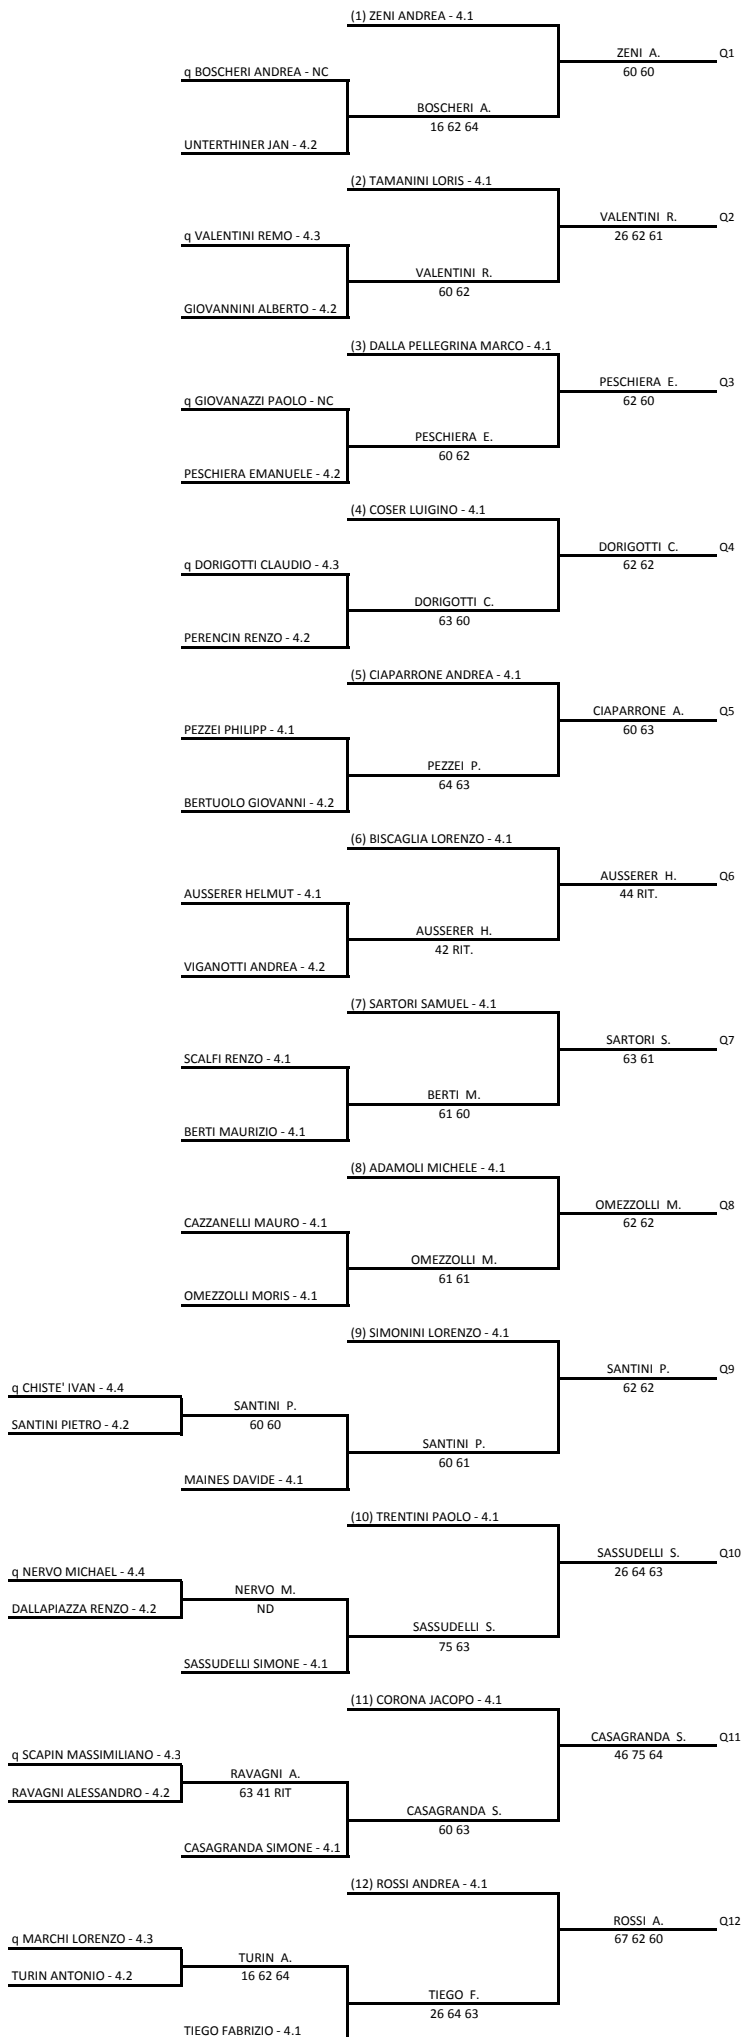 (1) ZENI ANDREA - 4.1
ZENI A. Q1
60 60
q BOSCHERI ANDREA - NC
BOSCHERI A.
16 62 64
UNTERTHINER JAN - 4.2
(2) TAMANINI LORIS - 4.1
VALENTINI R. Q2
26 62 61
q VALENTINI REMO - 4.3
VALENTINI R.
60 62
GIOVANNINI ALBERTO - 4.2
(3) DALLA PELLEGRINA MARCO - 4.1
PESCHIERA E. Q3
62 60
q GIOVANAZZI PAOLO - NC
PESCHIERA E.
60 62
PESCHIERA EMANUELE - 4.2
(4) COSER LUIGINO - 4.1
DORIGOTTI C. Q4
62 62
q DORIGOTTI CLAUDIO - 4.3
DORIGOTTI C.
63 60
PERENCIN RENZO - 4.2
(5) CIAPARRONE ANDREA - 4.1
CIAPARRONE A. Q5
60 63
PEZZEI PHILIPP - 4.1
PEZZEI P.
64 63
BERTUOLO GIOVANNI - 4.2
(6) BISCAGLIA LORENZO - 4.1
AUSSERER H. Q6
44 RIT.
AUSSERER HELMUT - 4.1
AUSSERER H.
42 RIT.
VIGANOTTI ANDREA - 4.2
(7) SARTORI SAMUEL - 4.1
SARTORI S. Q7
63 61
SCALFI RENZO - 4.1
BERTI M.
61 60
BERTI MAURIZIO - 4.1
(8) ADAMOLI MICHELE - 4.1
OMEZZOLLI M. Q8
62 62
CAZZANELLI MAURO - 4.1
OMEZZOLLI M.
61 61
OMEZZOLLI MORIS - 4.1
(9) SIMONINI LORENZO - 4.1
SANTINI P. Q9
62 62
q CHISTE' IVAN - 4.4
SANTINI P.
60 60
SANTINI PIETRO - 4.2
SANTINI P.
60 61
MAINES DAVIDE - 4.1
(10) TRENTINI PAOLO - 4.1
SASSUDELLI S. Q10
26 64 63
q NERVO MICHAEL - 4.4
NERVO M.
ND
DALLAPIAZZA RENZO - 4.2
SASSUDELLI S.
75 63
SASSUDELLI SIMONE - 4.1
(11) CORONA JACOPO - 4.1
CASAGRANDA S. Q11
46 75 64
q SCAPIN MASSIMILIANO - 4.3
RAVAGNI A.
63 41 RIT
RAVAGNI ALESSANDRO - 4.2
CASAGRANDA S.
60 63
CASAGRANDA SIMONE - 4.1
(12) ROSSI ANDREA - 4.1
ROSSI A. Q12
67 62 60
q MARCHI LORENZO - 4.3
TURIN A.
16 62 64
TURIN ANTONIO - 4.2
TIEGO F.
26 64 63
TIEGO FABRIZIO - 4.1